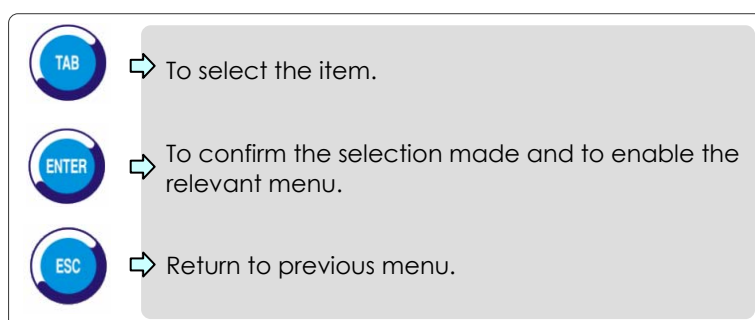 TAB
To select the item.
ENTER
To confirm the selection made and to enable the
relevant menu.
ESC
Return to previous menu.